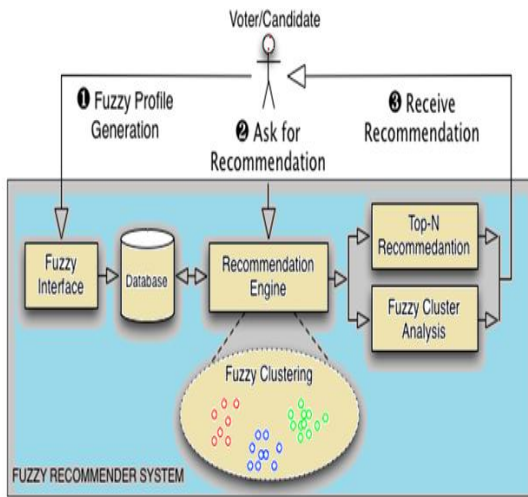 Voter/Candidate
❶ Fuzzy Profile
Generation
❷ Ask for
Recommendation
❸ Receive
Recommendation
Fuzzy
Interface
Database
Recommendation
Engine
Top-N
Recommedantion
Fuzzy Cluster
Analysis
Fuzzy Clustering
FUZZY RECOMMENDER SYSTEM